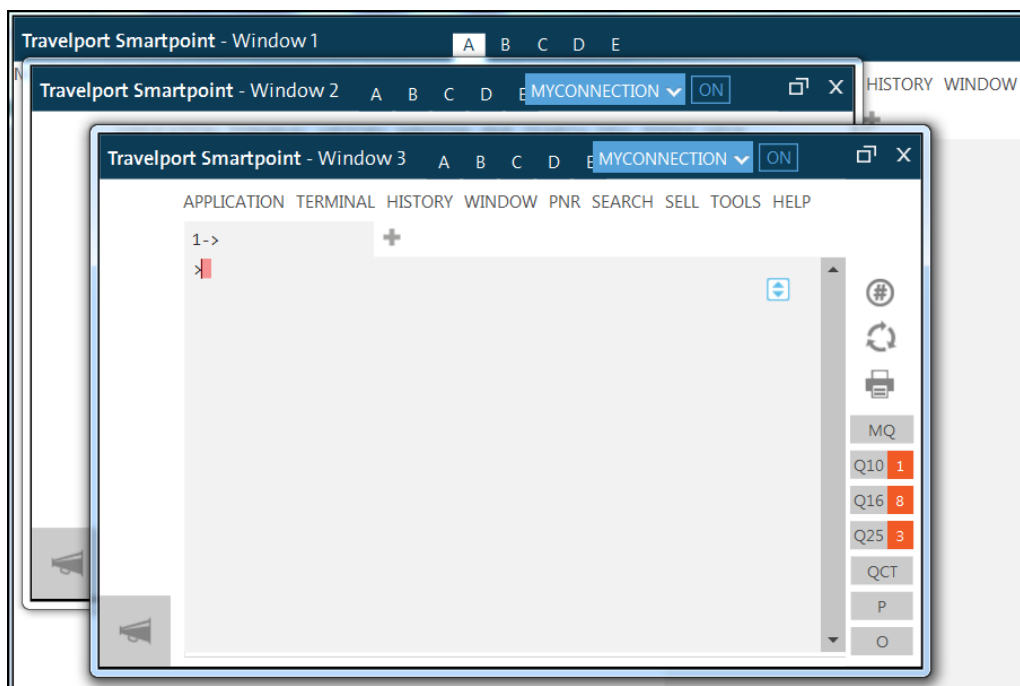 Travelport Smartpoint - Window 1 A B C D E
HISTORY WINDOW
Travelport Smartpoint - Window 2 A B C D E MYCONNECTION ON X
Travelport Smartpoint - Window 3 A B C D E MYCONNECTION ON X
APPLICATION TERMINAL HISTORY WINDOW PNR SEARCH SELL TOOLS HELP
1->
>
#
MQ
Q10 1
Q16 8
Q25 3
QCT
P
O